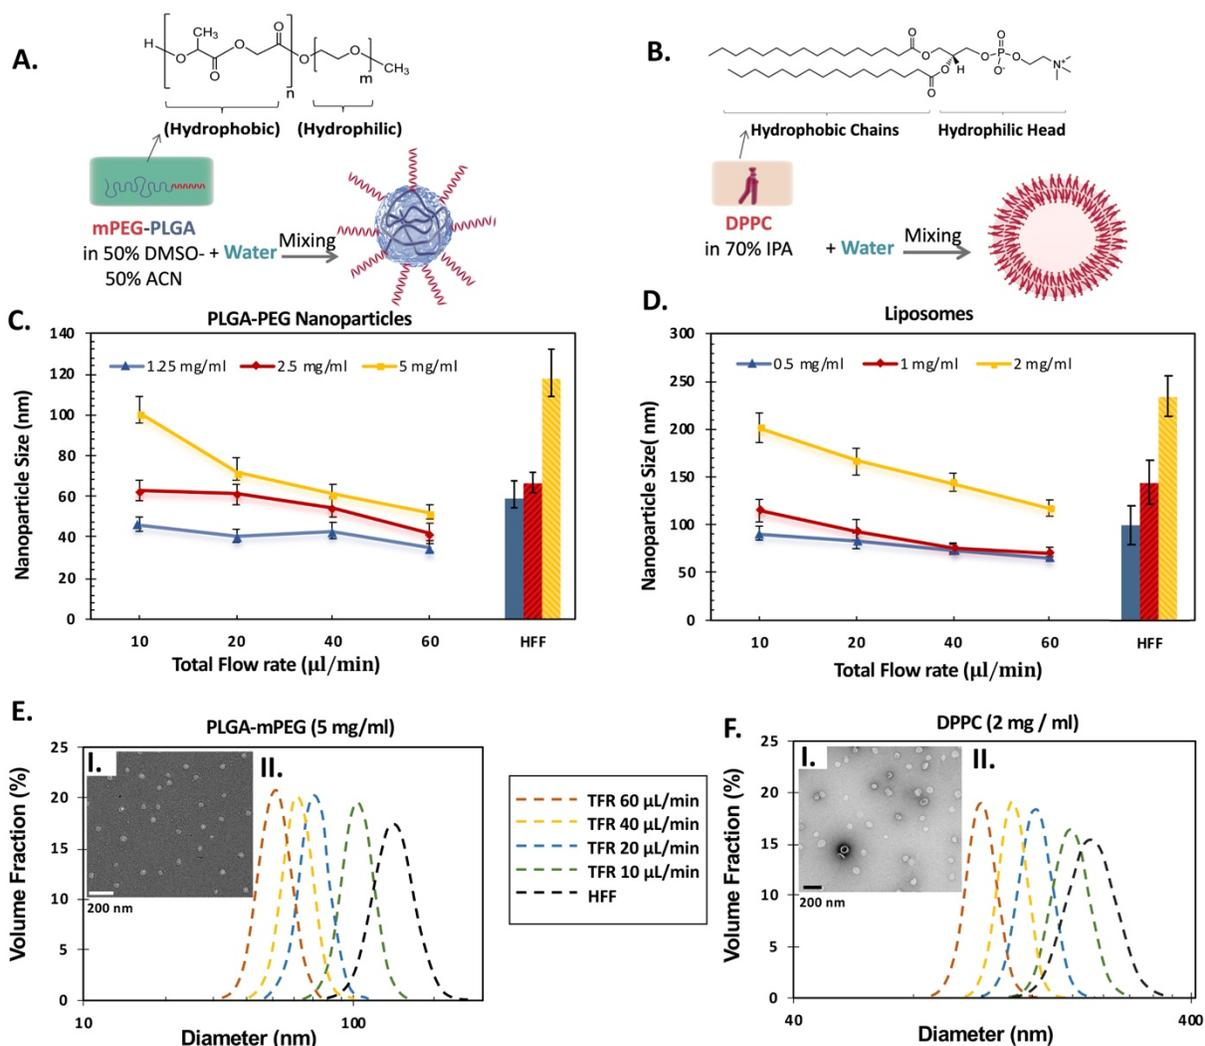 A.
H
O
CH₃
O
O
O
n
O
O
m
CH₃
(Hydrophobic) (Hydrophilic)
mPEG-PLGA
in 50% DMSO- + Water
50% ACN
Mixing
B.
O
O
O
O
H
O
P
O
O
O⁻
N⁺
Hydrophobic Chains Hydrophilic Head
DPPC
in 70% IPA + Water
Mixing
C.
PLGA-PEG Nanoparticles
1.25 mg/ml 2.5 mg/ml 5 mg/ml
Nanoparticle Size (nm)
140
120
100
80
60
40
20
0
10 20 40 60 HFF
Total Flow rate (µl/min)
D.
Liposomes
0.5 mg/ml 1 mg/ml 2 mg/ml
Nanoparticle Size( nm)
300
250
200
150
100
50
0
10 20 40 60 HFF
Total Flow rate (µl/min)
E.
PLGA-mPEG (5 mg/ml)
I.
II.
200 nm
Volume Fraction (%)
25
20
15
10
5
0
10 100
Diameter (nm)
TFR 60 µL/min
TFR 40 µL/min
TFR 20 µL/min
TFR 10 µL/min
HFF
F.
DPPC (2 mg / ml)
I.
II.
200 nm
Volume Fraction (%)
25
20
15
10
5
0
40 400
Diameter (nm)